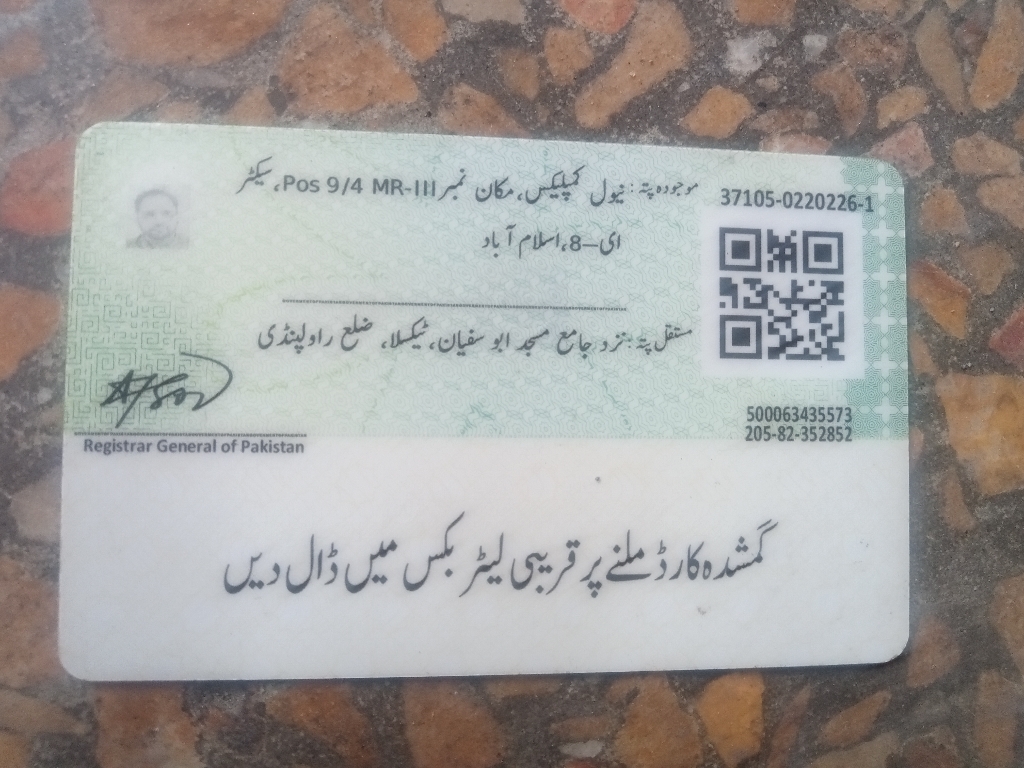 موجودہ پتہ: نیول کمپلیکس، مکان نمبر Pos 9/4 MR-III، سیکٹر
ای-8، اسلام آباد
37105-0220226-1
مستقل پتہ: نزد جامع مسجد ابو سفیان، ٹیکسلا، ضلع راولپنڈی
500063435573
205-82-352852
Registrar General of Pakistan
گمشدہ کارڈ ملنے پر قریبی لیٹر بکس میں ڈال دیں